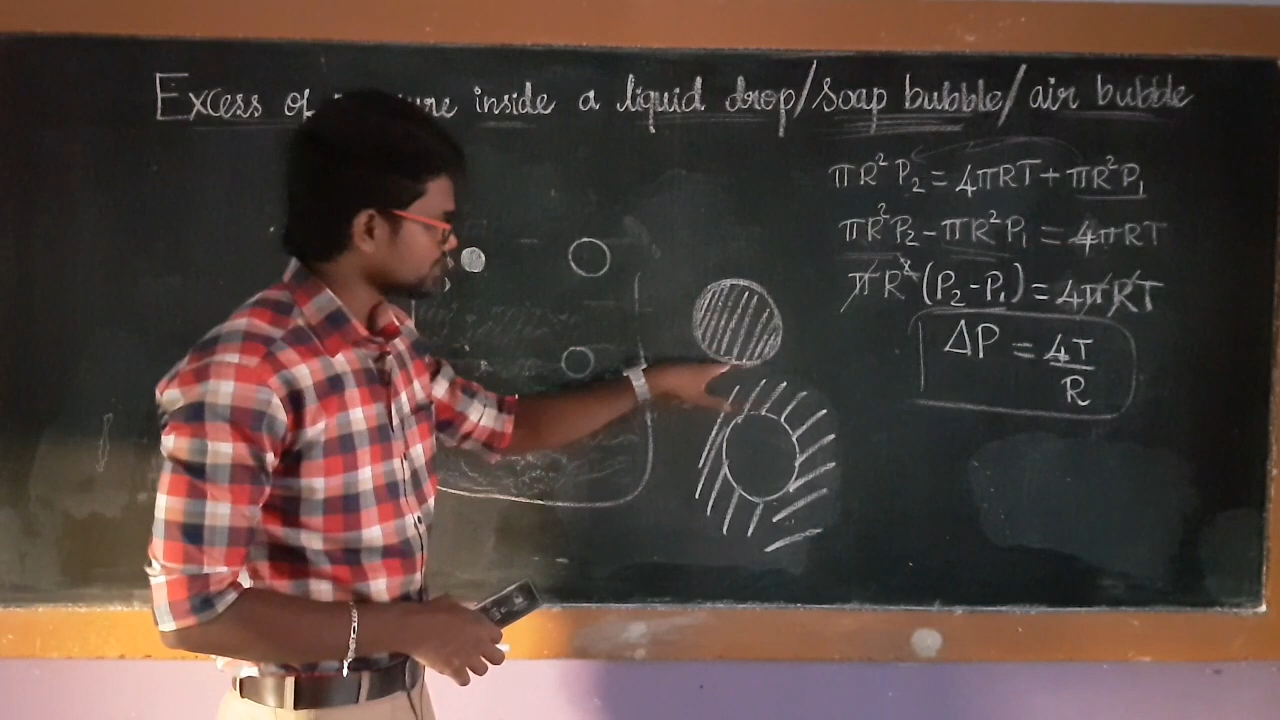 Excess of inside a liquid drop/Soap bubble/air bubble
πR²P₂ = 4πRT + πR²P₁
πR²P₂ - πR²P₁ = 4πRT
πR²(P₂-P₁) = 4πRT
ΔP = 4T/R